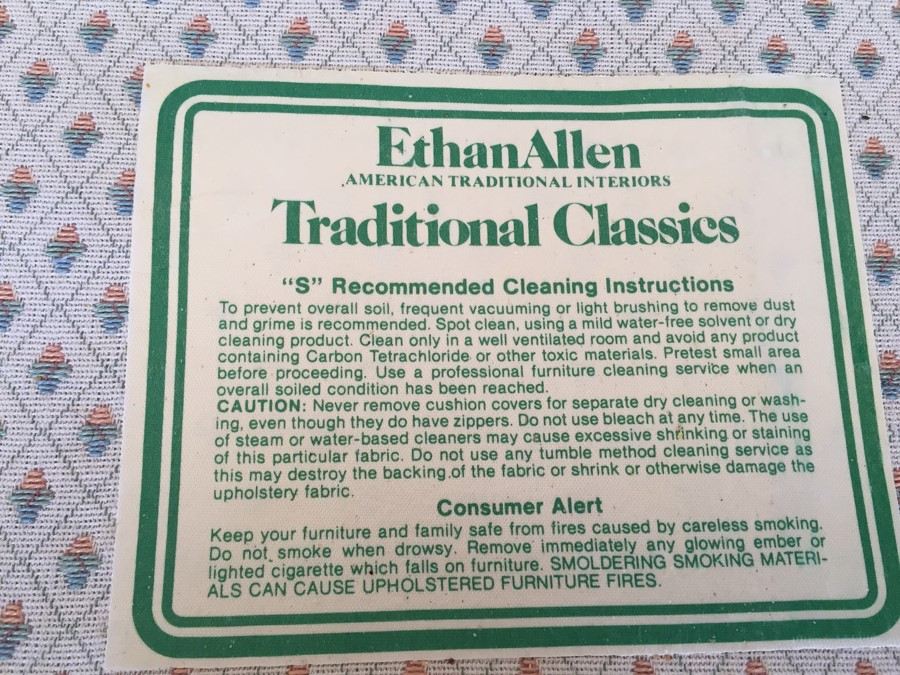 EthanAllen
AMERICAN TRADITIONAL INTERIORS
Traditional Classics
“S” Recommended Cleaning Instructions
To prevent overall soil, frequent vacuuming or light brushing to remove dust
and grime is recommended. Spot clean, using a mild water-free solvent or dry
cleaning product. Clean only in a well ventilated room and avoid any product
containing Carbon Tetrachloride or other toxic materials. Pretest small area
before proceeding. Use a professional furniture cleaning service when an
overall soiled condition has been reached.
CAUTION: Never remove cushion covers for separate dry cleaning or wash-
ing, even though they do have zippers. Do not use bleach at any time. The use
of steam or water-based cleaners may cause excessive shrinking or staining
of this particular fabric. Do not use any tumble method cleaning service as
this may destroy the backing of the fabric or shrink or otherwise damage the
upholstery fabric.
Consumer Alert
Keep your furniture and family safe from fires caused by careless smoking.
Do not smoke when drowsy. Remove immediately any glowing ember or
lighted cigarette which falls on furniture. SMOLDERING SMOKING MATERI-
ALS CAN CAUSE UPHOLSTERED FURNITURE FIRES.